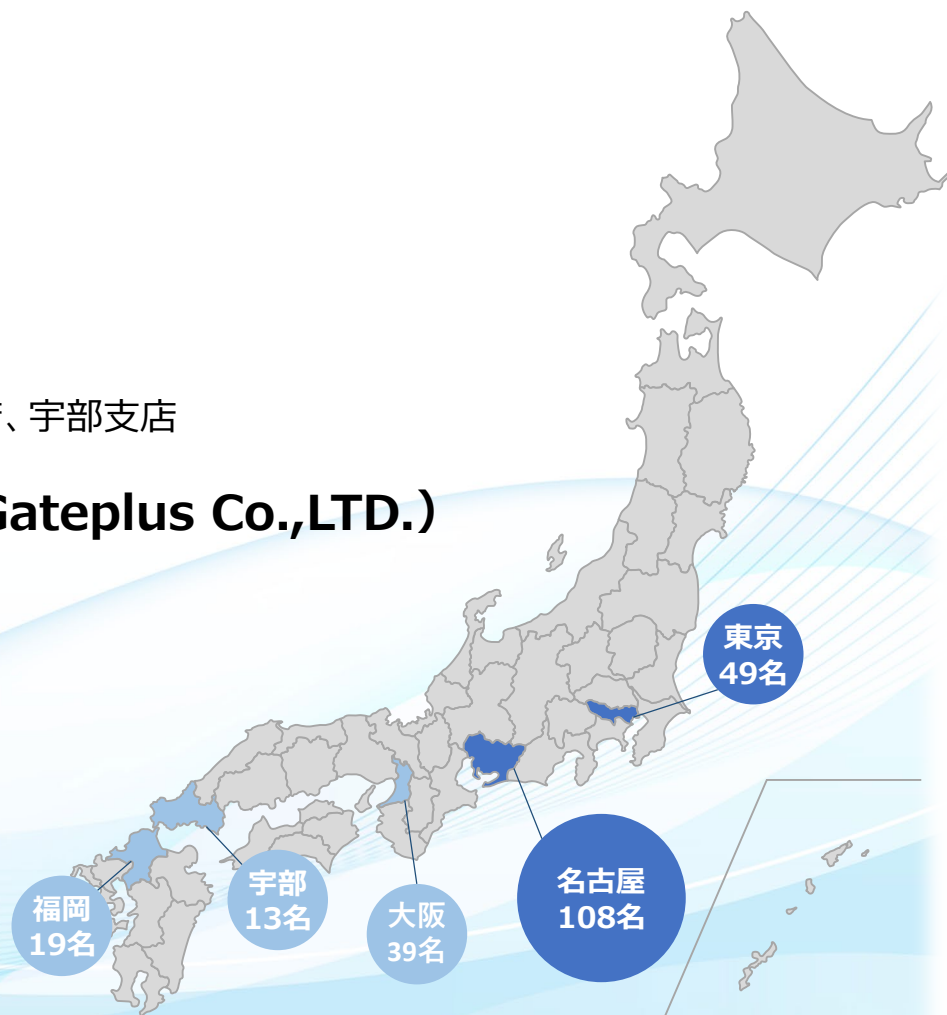 、宇部支店
Gateplus Co.,LTD.）
東京
49名
名古屋
108名
宇部
13名
大阪
39名
福岡
19名